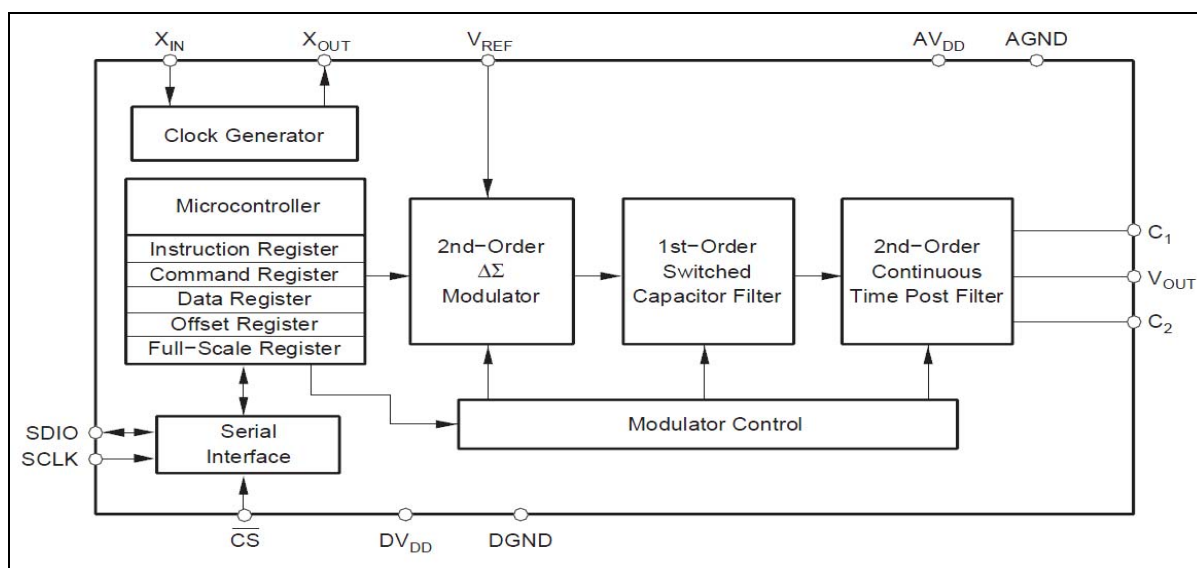 X_IN
X_OUT
V_REF
AV_DD
AGND
Clock Generator
Microcontroller
Instruction Register
Command Register
Data Register
Offset Register
Full-Scale Register
2nd-Order
ΔΣ
Modulator
1st-Order
Switched
Capacitor Filter
2nd-Order
Continuous
Time Post Filter
C_1
V_OUT
C_2
Modulator Control
SDIO
SCLK
Serial
Interface
C̅S̅
DV_DD
DGND